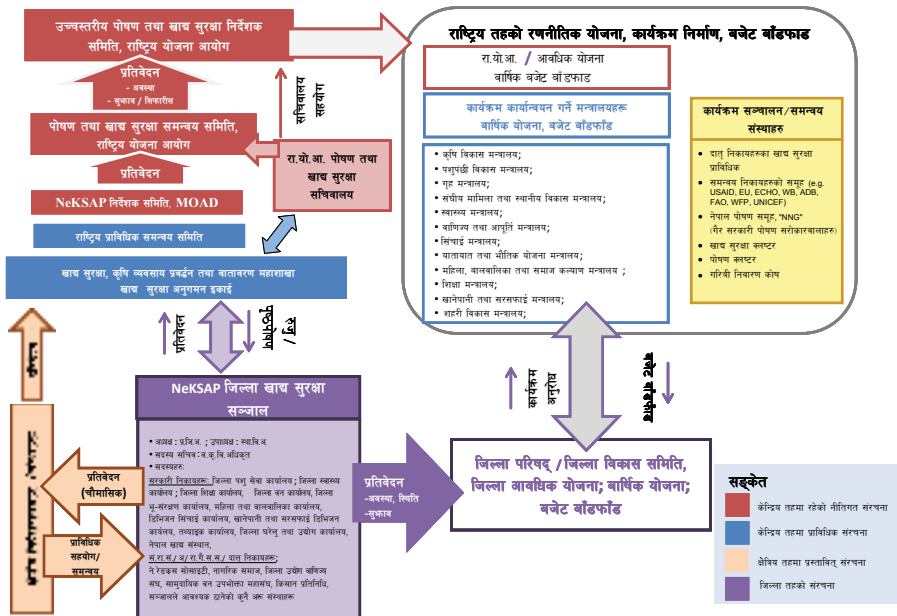 उच्चस्तरीय पोषण तथा खाद्य सुरक्षा निर्देशक
समिति, राष्ट्रिय योजना आयोग
प्रतिवेदन
- अवस्था
- सुझाव / सिफारीस
पोषण तथा खाद्य सुरक्षा समन्वय समिति,
राष्ट्रिय योजना आयोग
प्रतिवेदन
NeKSAP निर्देशक समिति, MOAD
राष्ट्रिय प्राविधिक समन्वय समिति
खाद्य सुरक्षा, कृषि व्यवसाय प्रवर्द्धन तथा वातावरण महाशाखा
खाद्य सुरक्षा अनुगमन इकाई
सचिवालय
सहयोग
रा.यो.आ. पोषण तथा
खाद्य सुरक्षा
सचिवालय
राष्ट्रिय तहको रणनीतिक योजना, कार्यक्रम निर्माण, बजेट बाँडफाड
रा.यो.आ. / आवधिक योजना
वार्षिक बजेट बांडफाड
कार्यक्रम कार्यान्वयन गर्ने मन्त्रालयहरू
वार्षिक योजना, बजेट बाँडफाँड
• कृषि विकास मन्त्रालय;
• पशुपंछी विकास मन्त्रालय;
• गृह मन्त्रालय;
• संघीय मामिला तथा स्थानीय विकास मन्त्रालय;
• स्वास्थ्य मन्त्रालय;
• वाणिज्य तथा आपूर्ति मन्त्रालय;
• सिंचाई मन्त्रालय;
• यातायात तथा भौतिक योजना मन्त्रालय;
• महिला, बालबालिका तथा समाज कल्याण मन्त्रालय ;
• शिक्षा मन्त्रालय;
• खानेपानी तथा सरसफाई मन्त्रालय;
• शहरी विकास मन्त्रालय;
कार्यक्रम सञ्चालन/समन्वय
संस्थाहरु
• दातृ निकायहरुका खाद्य सुरक्षा
प्राविधिक
• समन्वय निकायहरुको समूह (e.g.
USAID, EU, ECHO, WB, ADB,
FAO, WFP, UNICEF)
• नेपाल पोषण समूह, "NNG"
(गैर सरकारी पोषण सरोकारवालाहरु)
• खाद्य सुरक्षा क्लष्टर
• पोषण क्लष्टर
• गरिवी निवारण कोष
प्रतिवेदन
रुजु /
पृष्ठपोषण
कार्यक्रम
अनुरोध
बजेट बाँडफाँड
NeKSAP जिल्ला खाद्य सुरक्षा
सञ्जाल
• अध्यक्ष : प्र.जि.अ. ; उपाध्यक्ष : स्था.वि.अ.
• सदस्य सचिव:व.कृ.वि.अधिकृत
• सदस्यहरु:
सरकारी निकायहरू: जिल्ला पशु सेवा कार्यालय ; जिल्ला स्वास्थ्य
कार्यालय ; जिल्ला शिक्षा कार्यालय, जिल्ला वन कार्यालय, जिल्ला
भू-संरक्षण कार्यालय, महिला तथा बालबालिका कार्यालय,
डिभिजन सिंचाई कार्यालय, खानेपानी तथा सरसफाई डिभिजन
कार्यलय, तथ्याङ्क कार्यालय, जिल्ला घरेलु तथा उद्योग कार्यालय,
नेपाल खाद्य संस्थान,
सं.रा.सं./ अ/ रा.गै.स.स/ दातृ निकायहरू;
ने.रेडकस सोसाइटी, नागरिक समाज, जिल्ला उद्योग वाणिज्य
संघ, सामुदायिक वन उपभोक्ता महासंघ, किसान प्रतिनिधि,
सञ्जालले आवश्यक ठानेको कुनै अरू संस्थाहरू
प्रतिवेदन
(चौमासिक)
प्राविधिक
सहयोग/
समन्वय
प्रतिवेदन
-अवस्था, स्थिति
-सुझाव
जिल्ला परिषद् /जिल्ला विकास समिति,
जिल्ला आवधिक योजना; बार्षिक योजना;
बजेट बाँडफाँड
सङ्केत
केन्द्रिय तहमा रहेको नीतिगत संरचना
केन्द्रिय तहमा प्राविधिक संरचना
क्षेत्रिय तहमा प्रस्तावित् संरचना
जिल्ला तहको संरचना